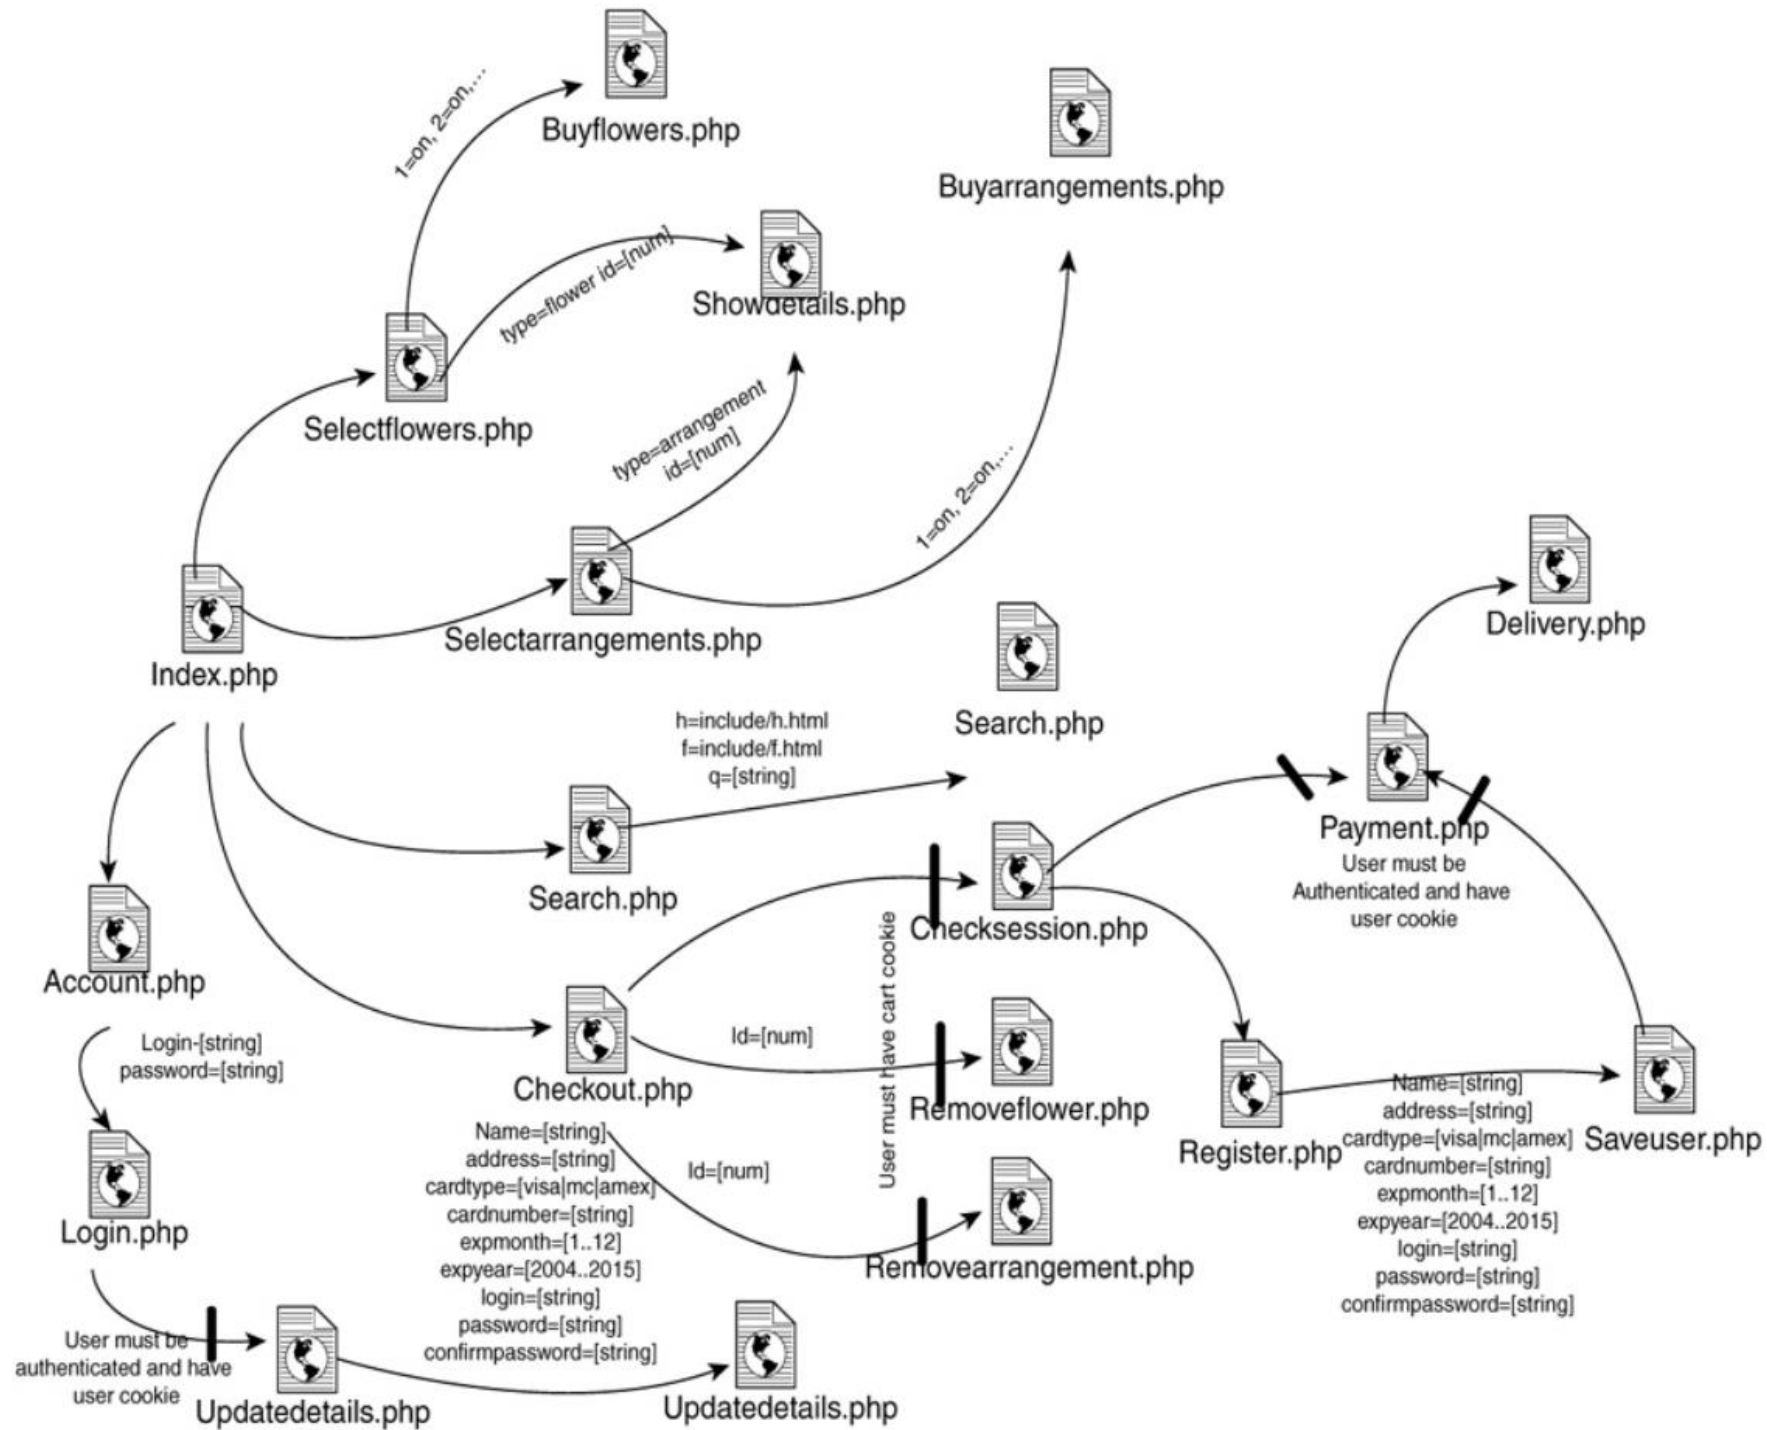 1=on, 2=on,...
Buyflowers.php
Buyarrangements.php
type=flower id=[num]
Showdetails.php
Selectflowers.php
type=arrangement
id=[num]
1=on, 2=on,...
Index.php
Selectarrangements.php
Search.php
Delivery.php
h=include/h.html
f=include/f.html
q=[string]
Search.php
Payment.php
User must be
Authenticated and have
user cookie
Account.php
Login-[string]
password=[string]
Login.php
User must be
authenticated and have
user cookie
Updatedetails.php
Checkout.php
Name=[string]
address=[string]
cardtype=[visa|mc|amex]
cardnumber=[string]
expmonth=[1..12]
expyear=[2004..2015]
login=[string]
password=[string]
confirmpassword=[string]
Updatedetails.php
Id=[num]
Id=[num]
User must have cart cookie
Checksession.php
Removeflower.php
Removearrangement.php
Register.php
Name=[string]
address=[string]
cardtype=[visa|mc|amex]
cardnumber=[string]
expmonth=[1..12]
expyear=[2004..2015]
login=[string]
password=[string]
confirmpassword=[string]
Saveuser.php